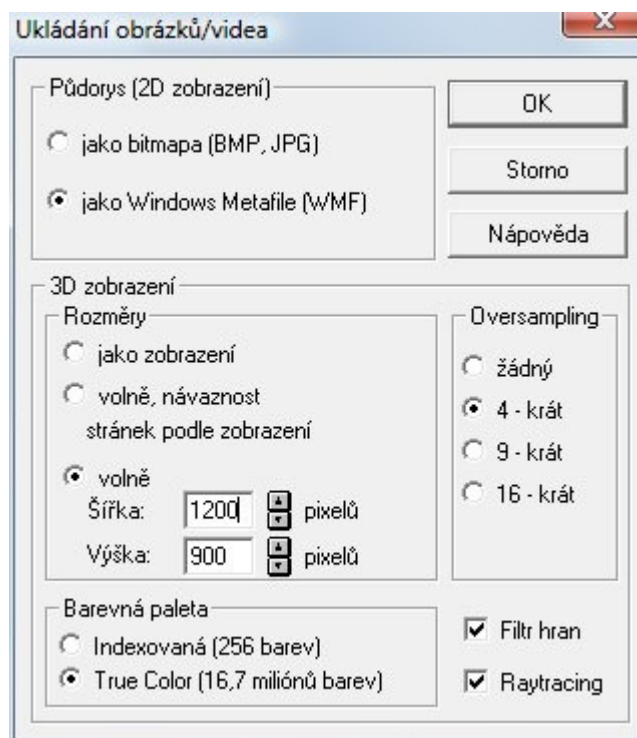 Ukládání obrázků/videa
Půdorys (2D zobrazení)
jako bitmapa (BMP, JPG)
jako Windows Metafile (WMF)
OK
Storno
Nápověda
3D zobrazení
Rozměry
jako zobrazení
volně, návaznost
stránek podle zobrazení
volně
Šířka: 1200 pixelů
Výška: 900 pixelů
Oversampling
žádný
4 - krát
9 - krát
16 - krát
Barevná paleta
Indexovaná (256 barev)
True Color (16,7 miliónů barev)
Filtr hran
Raytracing